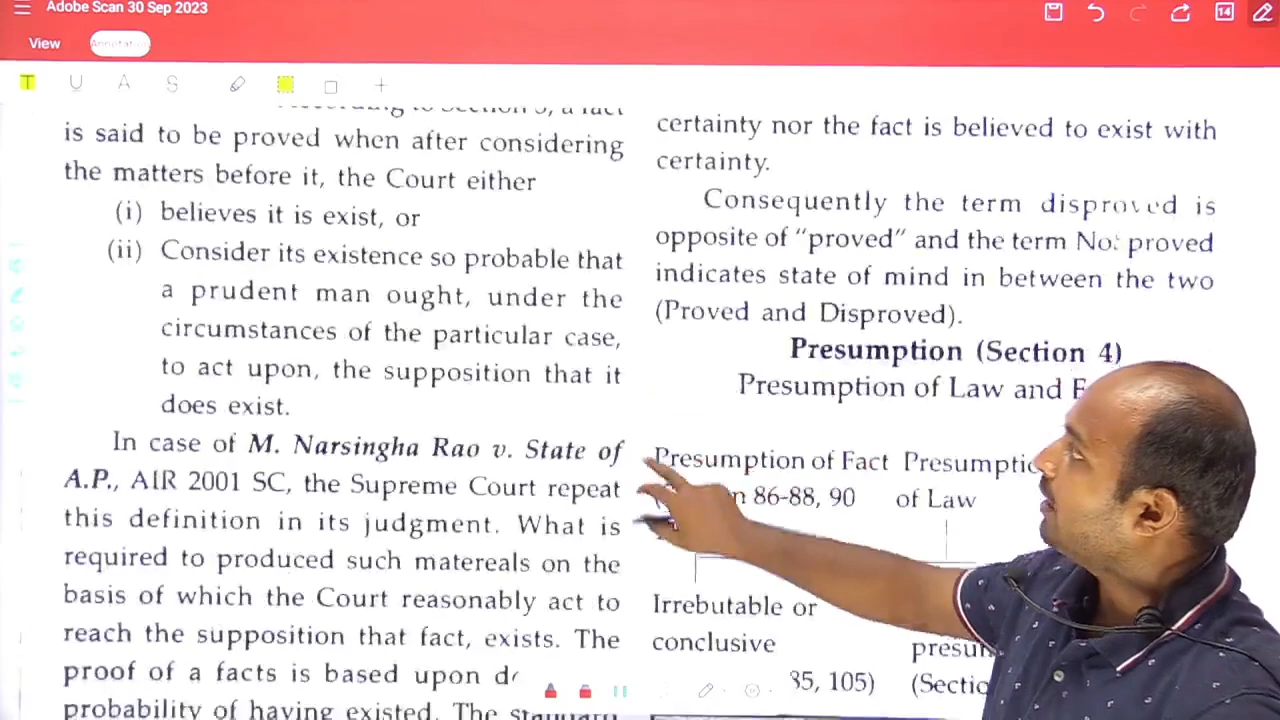 Adobe Scan 30 Sep 2023
14
View
Annotation
T U A S
is said to be proved when after considering
the matters before it, the Court either
(i) believes it is exist, or
(ii) Consider its existence so probable that
a prudent man ought, under the
circumstances of the particular case,
to act upon, the supposition that it
does exist.
In case of M. Narsingha Rao v. State of
A.P., AIR 2001 SC, the Supreme Court repeat
this definition in its judgment. What is
required to produced such matereals on the
basis of which the Court reasonably act to
reach the supposition that fact, exists. The
proof of a facts is based upon
probability of having existed. The standard
certainty nor the fact is believed to exist with
certainty.
Consequently the term disproved is
opposite of "proved" and the term Not proved
indicates state of mind in between the two
(Proved and Disproved).
Presumption (Section 4)
Presumption of Law and
Presumption of Fact
86-88, 90
of Law
Irrebutable or
conclusive
105)